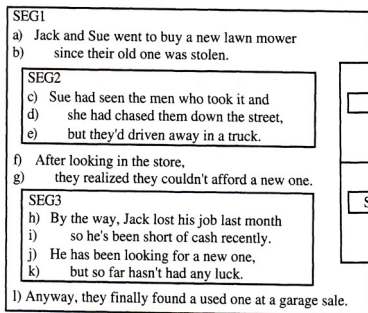 SEG1
a) Jack and Sue went to buy a new lawn mower
b) since their old one was stolen.
SEG2
c) Sue had seen the men who took it and
d) she had chased them down the street,
e) but they'd driven away in a truck.
f) After looking in the store,
g) they realized they couldn't afford a new one.
SEG3
h) By the way, Jack lost his job last month
i) so he's been short of cash recently.
j) He has been looking for a new one,
k) but so far hasn't had any luck.
l) Anyway, they finally found a used one at a garage sale.